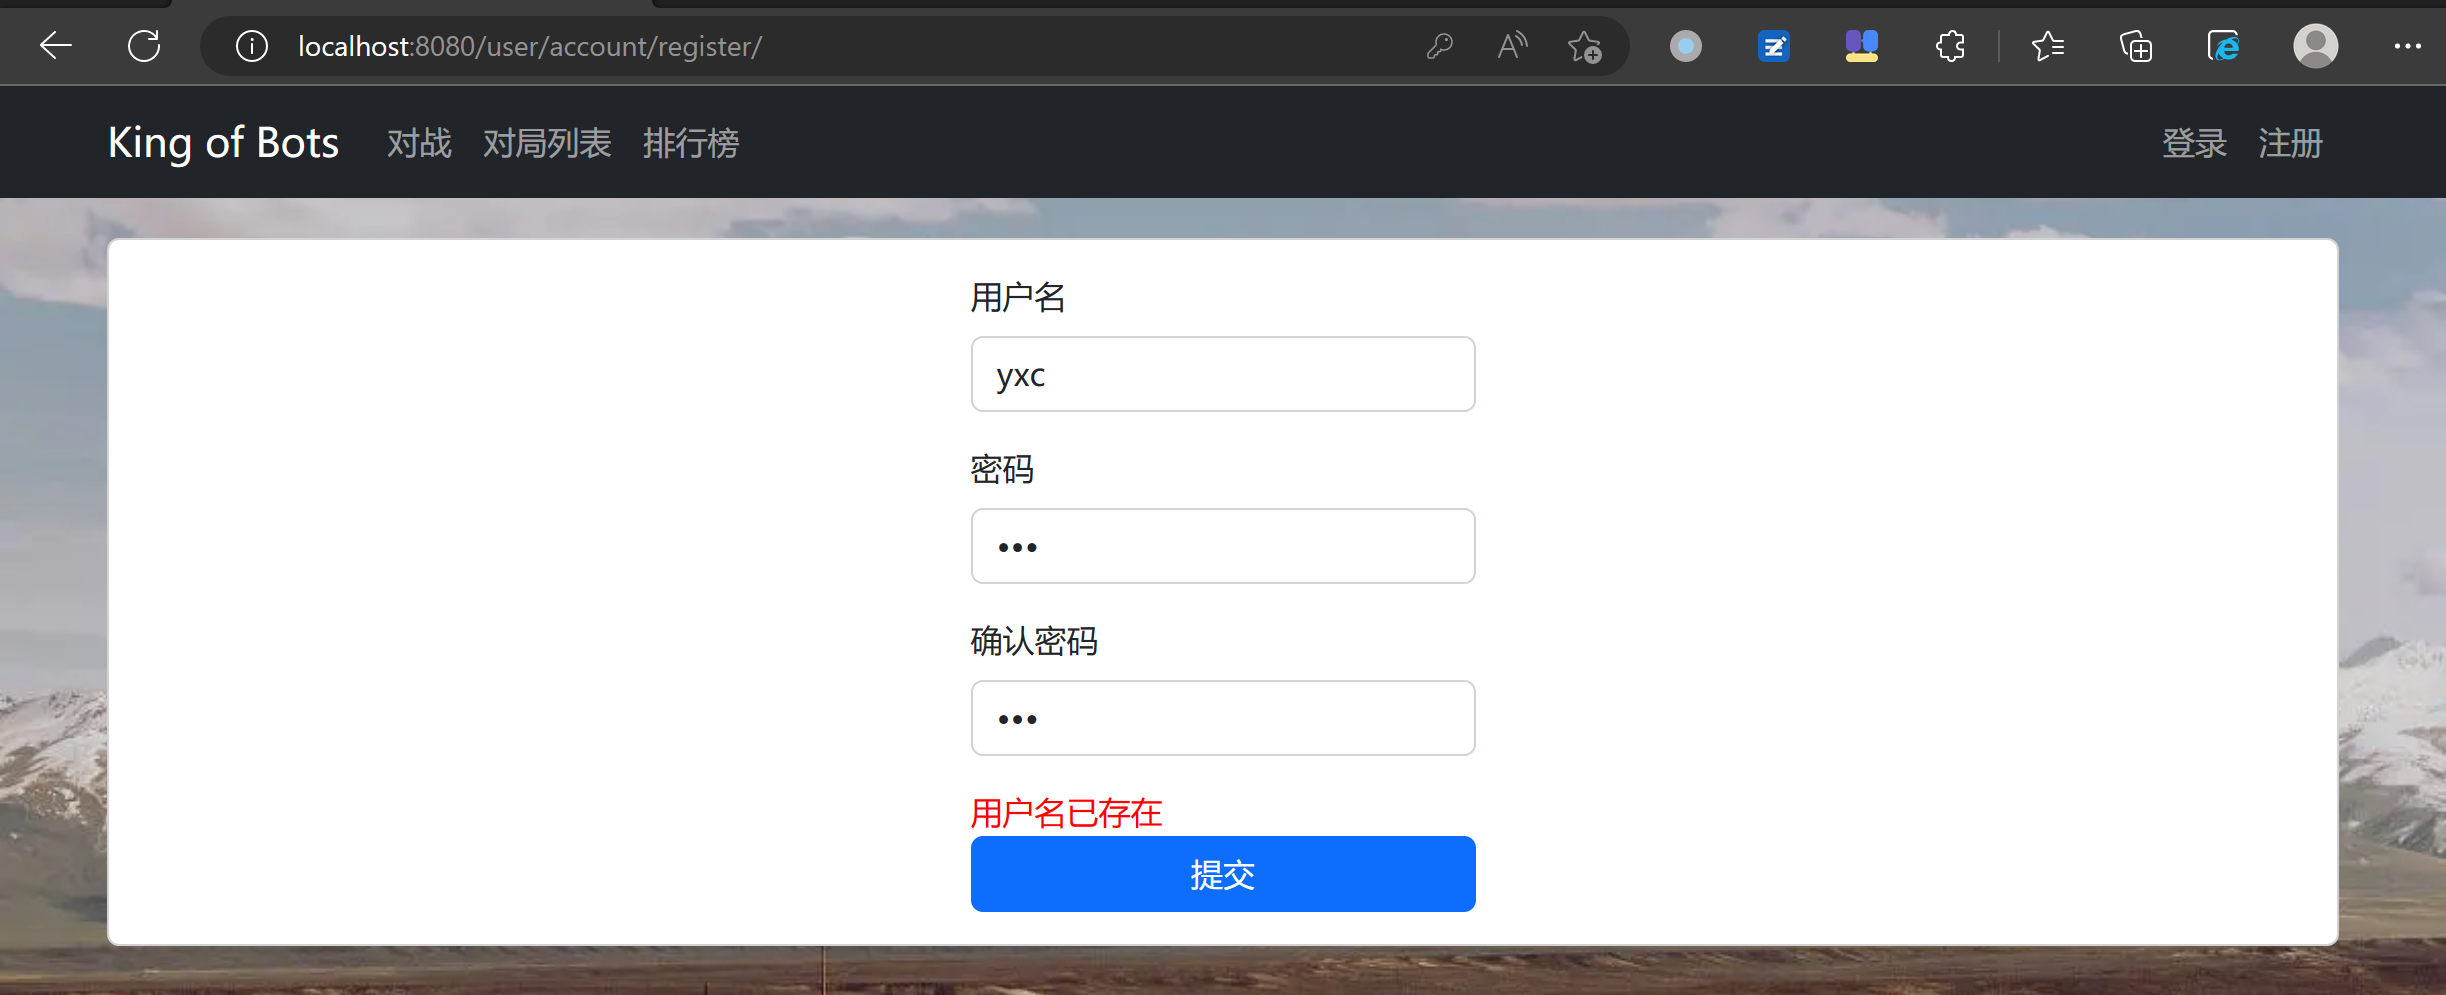 localhost:8080/user/account/register/
King of Bots 对战 对局列表 排行榜 登录 注册
用户名
yxc
密码
•••
确认密码
•••
用户名已存在
提交